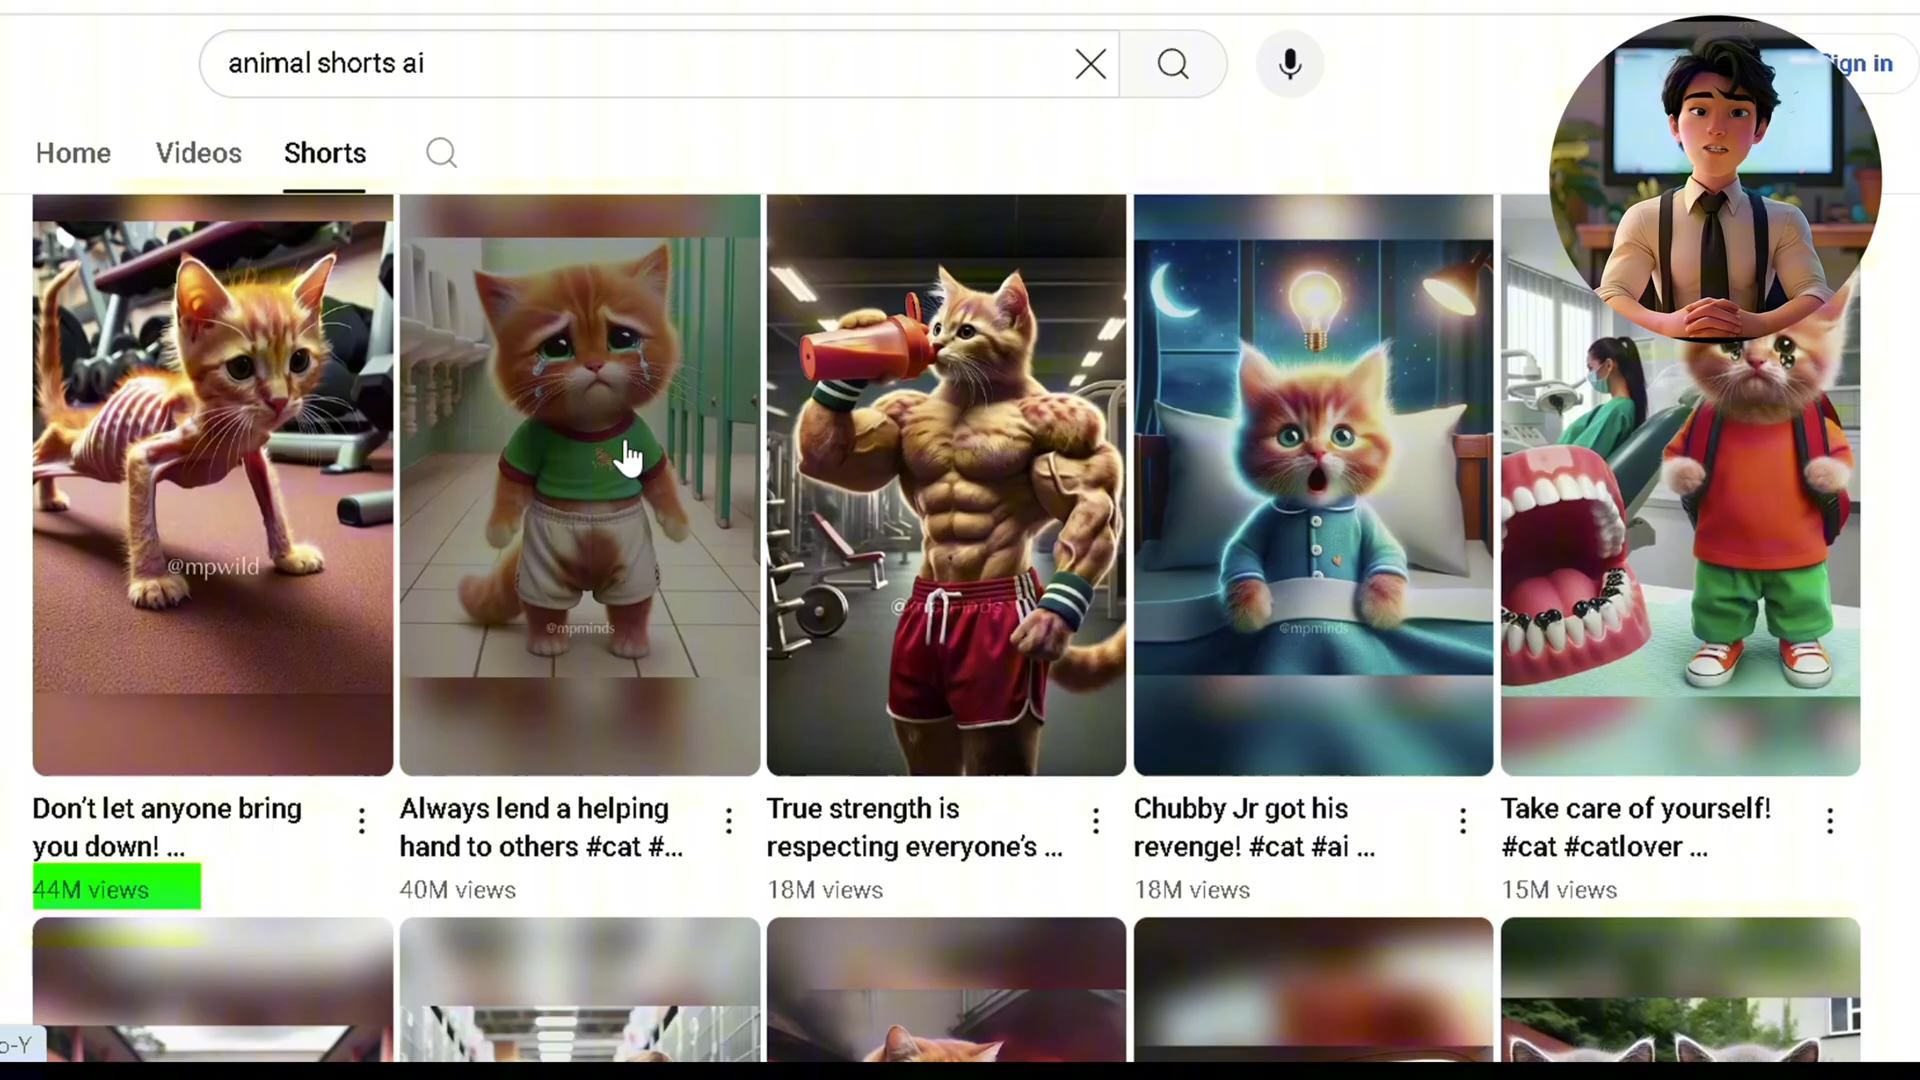 animal shorts ai
ign in
Home Videos Shorts
@mpwild
@mpminds
@mpminds
Don't let anyone bring
you down! ...
44M views
Always lend a helping
hand to others #cat #...
40M views
True strength is
respecting everyone's ...
18M views
Chubby Jr got his
revenge! #cat #ai ...
18M views
Take care of yourself!
#cat #catlover ...
15M views
o-Y